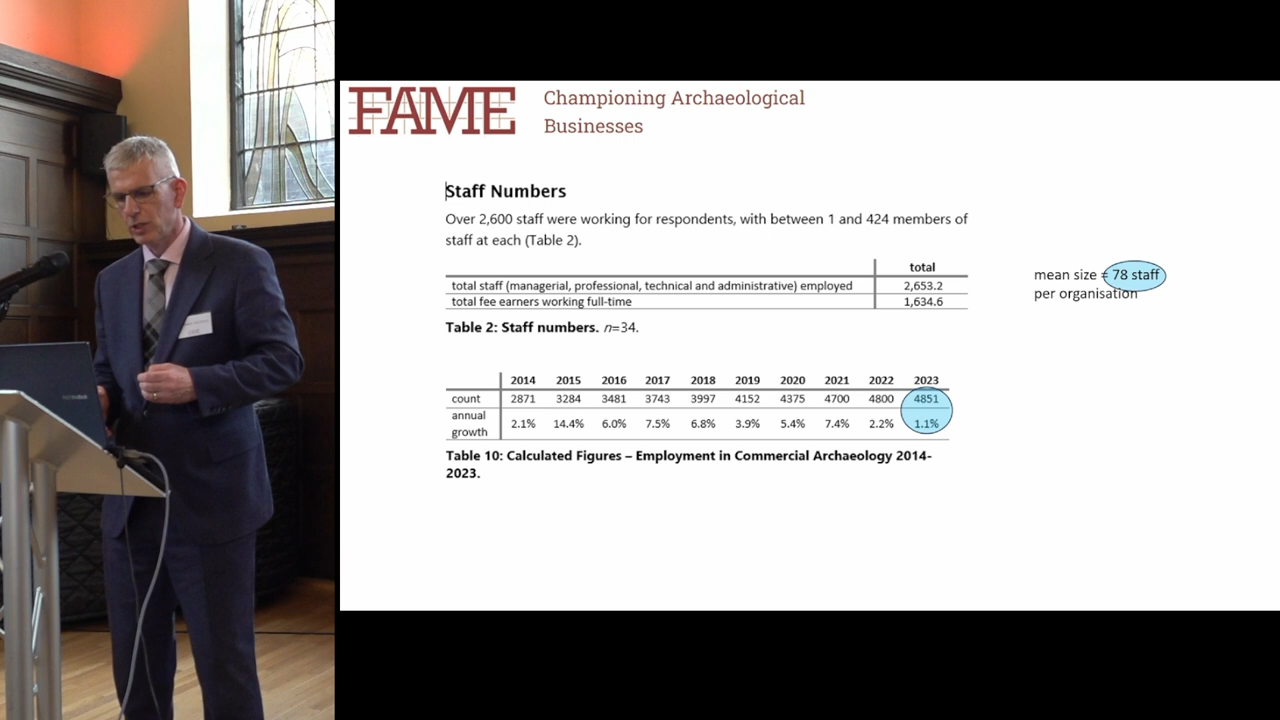 FAME
Championing Archaeological
Businesses
Staff Numbers
Over 2,600 staff were working for respondents, with between 1 and 424 members of
staff at each (Table 2).
total
total staff (managerial, professional, technical and administrative) employed 2,653.2
total fee earners working full-time 1,634.6
Table 2: Staff numbers. n=34.
mean size = 78 staff
per organisation
2014 2015 2016 2017 2018 2019 2020 2021 2022 2023
count 2871 3284 3481 3743 3997 4152 4375 4700 4800 4851
annual
growth 2.1% 14.4% 6.0% 7.5% 6.8% 3.9% 5.4% 7.4% 2.2% 1.1%
Table 10: Calculated Figures – Employment in Commercial Archaeology 2014-
2023.